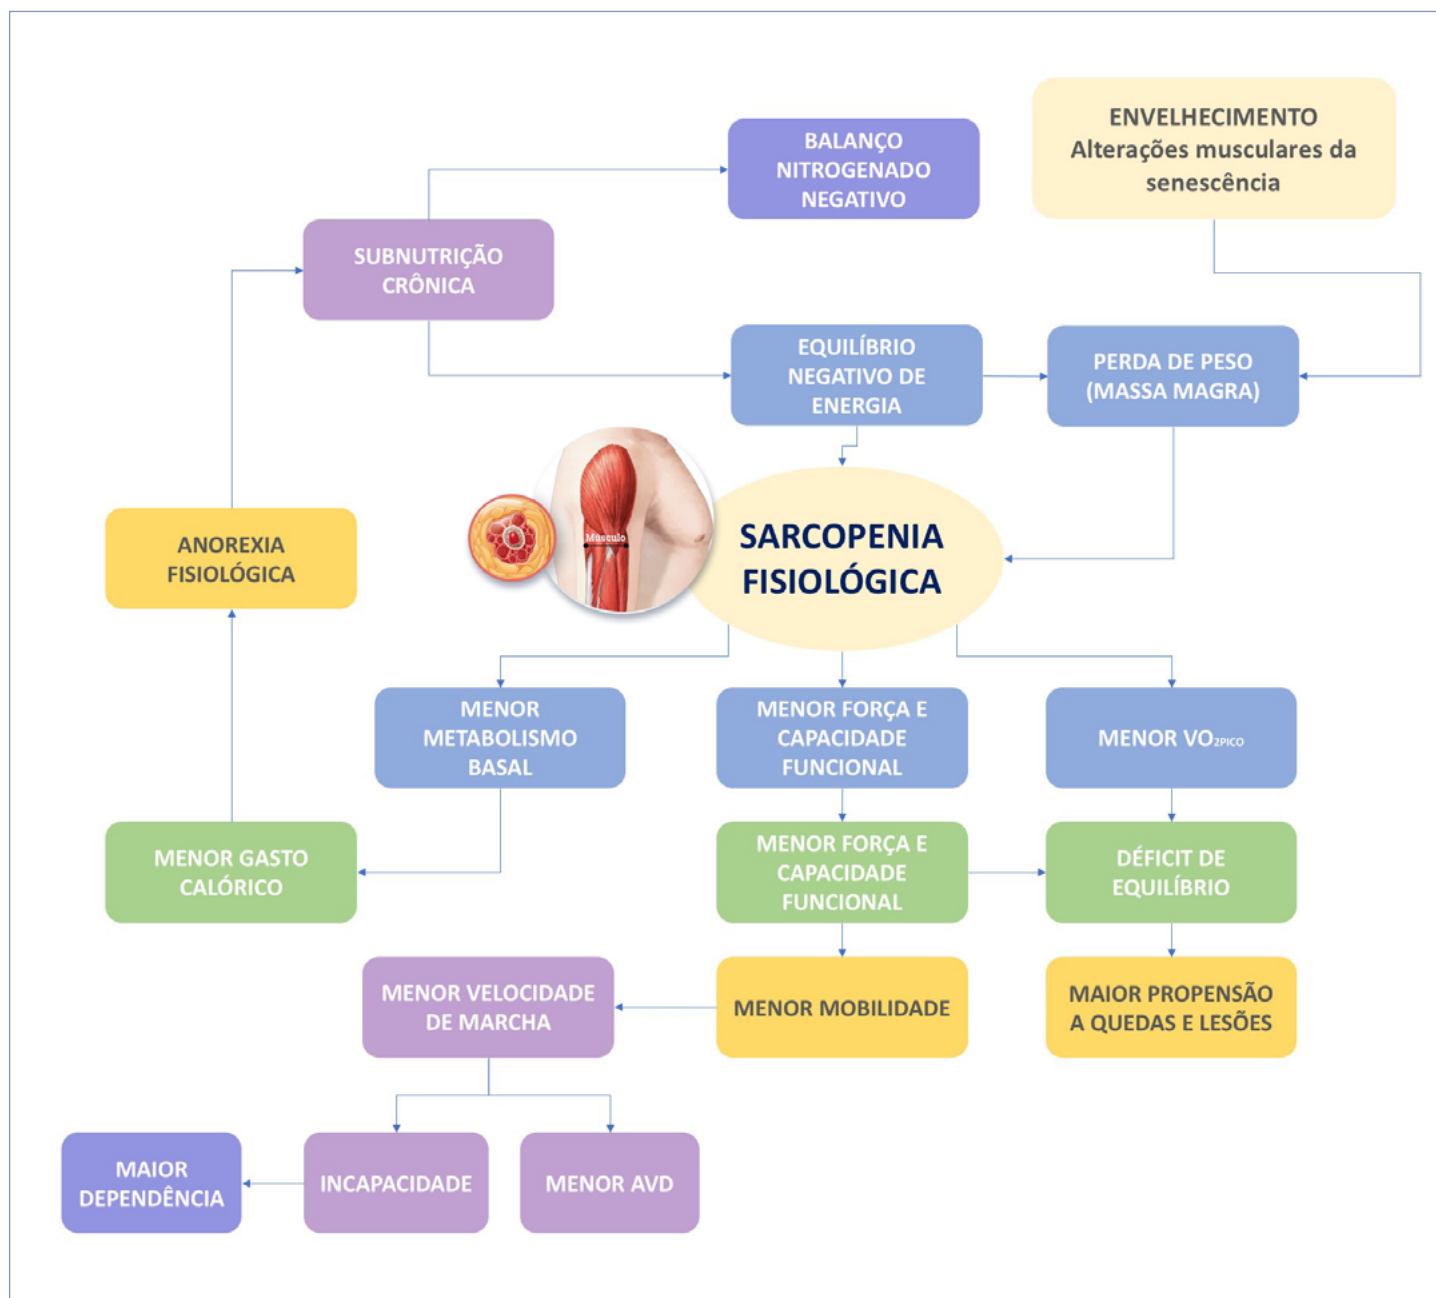 ENVELHECIMENTO
Alterações musculares da
senescência
BALANÇO
NITROGENADO
NEGATIVO
SUBNUTRIÇÃO
CRÔNICA
EQUILÍBRIO
NEGATIVO DE
ENERGIA
PERDA DE PESO
(MASSA MAGRA)
ANOREXIA
FISIOLÓGICA
Músculo
SARCOPENIA
FISIOLÓGICA
MENOR
METABOLISMO
BASAL
MENOR FORÇA E
CAPACIDADE
FUNCIONAL
MENOR VO2PICO
MENOR GASTO
CALÓRICO
MENOR FORÇA E
CAPACIDADE
FUNCIONAL
DÉFICIT DE
EQUILÍBRIO
MENOR VELOCIDADE
DE MARCHA
MENOR MOBILIDADE
MAIOR PROPENSÃO
A QUEDAS E LESÕES
MAIOR
DEPENDÊNCIA
INCAPACIDADE
MENOR AVD